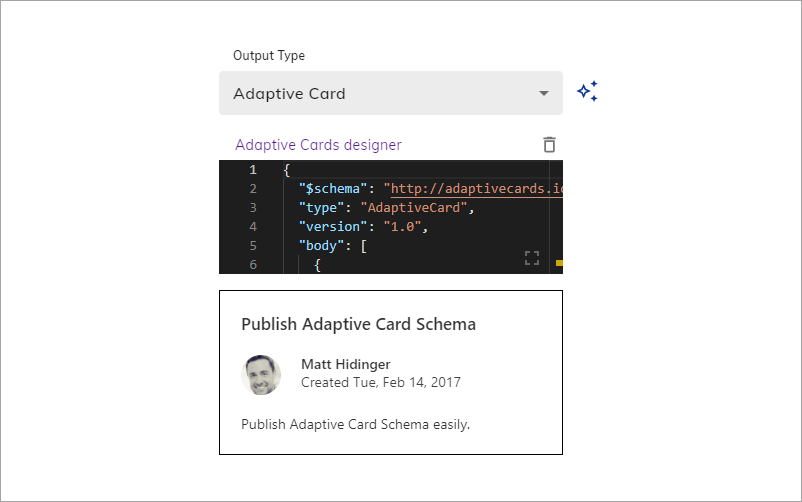 Output Type
Adaptive Card
Adaptive Cards designer
1 {
2 "$schema": "http://adaptivecards.io
3 "type": "AdaptiveCard",
4 "version": "1.0",
5 "body": [
6 {
Publish Adaptive Card Schema
Matt Hidinger
Created Tue, Feb 14, 2017
Publish Adaptive Card Schema easily.